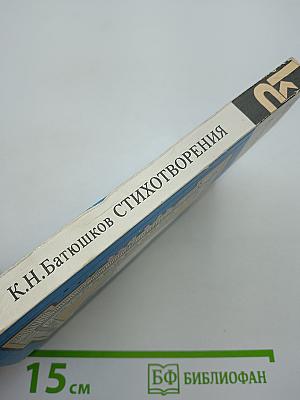 К.Н.Батюшков СТИХОТВОРЕНИЯ
15 см
БФ БИБЛИОФАН